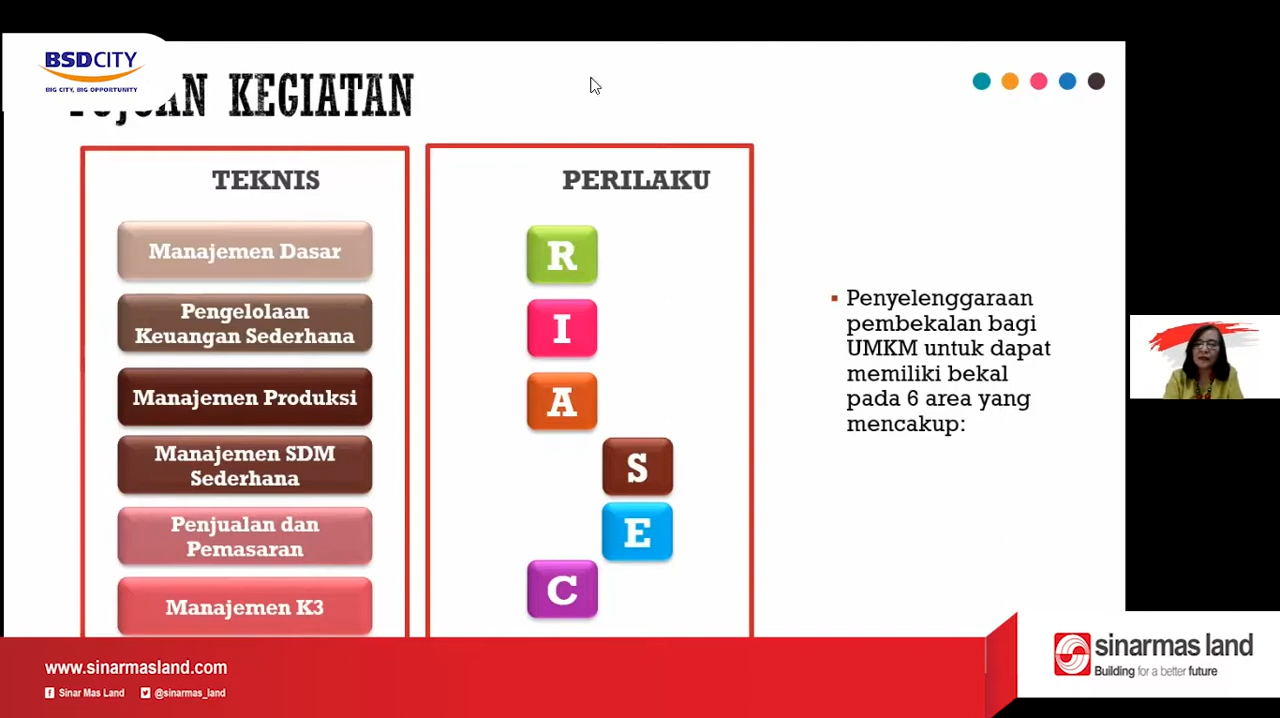 BSDCITY
BIG CITY, BIG OPPORTUNITY
KEGIATAN
TEKNIS
Manajemen Dasar
Pengelolaan
Keuangan Sederhana
Manajemen Produksi
Manajemen SDM
Sederhana
Penjualan dan
Pemasaran
Manajemen K3
PERILAKU
R
I
A
S
E
C
▪ Penyelenggaraan
pembekalan bagi
UMKM untuk dapat
memiliki bekal
pada 6 area yang
mencakup:
www.sinarmasland.com
Sinar Mas Land @sinarmas_land
sinarmas land
Building for a better future